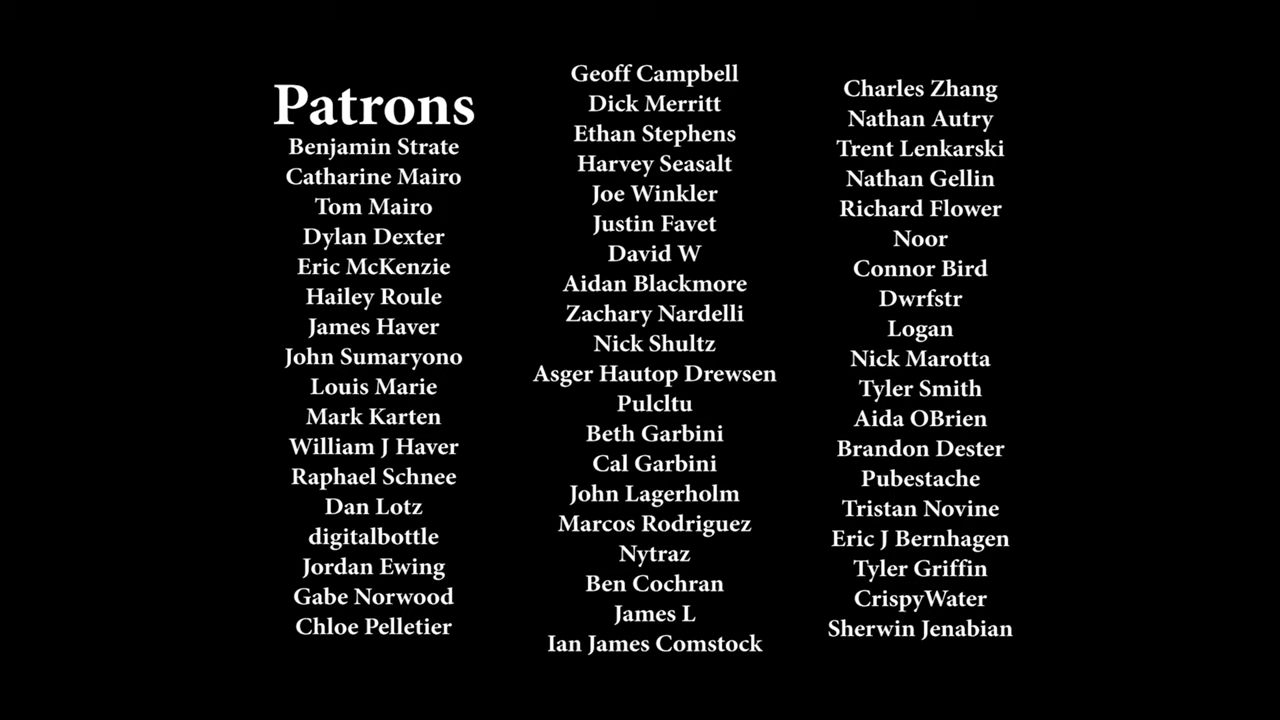 Patrons
Benjamin Strate
Catharine Mairo
Tom Mairo
Dylan Dexter
Eric McKenzie
Hailey Roule
James Haver
John Sumaryono
Louis Marie
Mark Karten
William J Haver
Raphael Schnee
Dan Lotz
digitalbottle
Jordan Ewing
Gabe Norwood
Chloe Pelletier
Geoff Campbell
Dick Merritt
Ethan Stephens
Harvey Seasalt
Joe Winkler
Justin Favet
David W
Aidan Blackmore
Zachary Nardelli
Nick Shultz
Asger Hautop Drewsen
Pulcltu
Beth Garbini
Cal Garbini
John Lagerholm
Marcos Rodriguez
Nytraz
Ben Cochran
James L
Ian James Comstock
Charles Zhang
Nathan Autry
Trent Lenkarski
Nathan Gellin
Richard Flower
Noor
Connor Bird
Dwrfstr
Logan
Nick Marotta
Tyler Smith
Aida OBrien
Brandon Dester
Pubestache
Tristan Novine
Eric J Bernhagen
Tyler Griffin
CrispyWater
Sherwin Jenabian